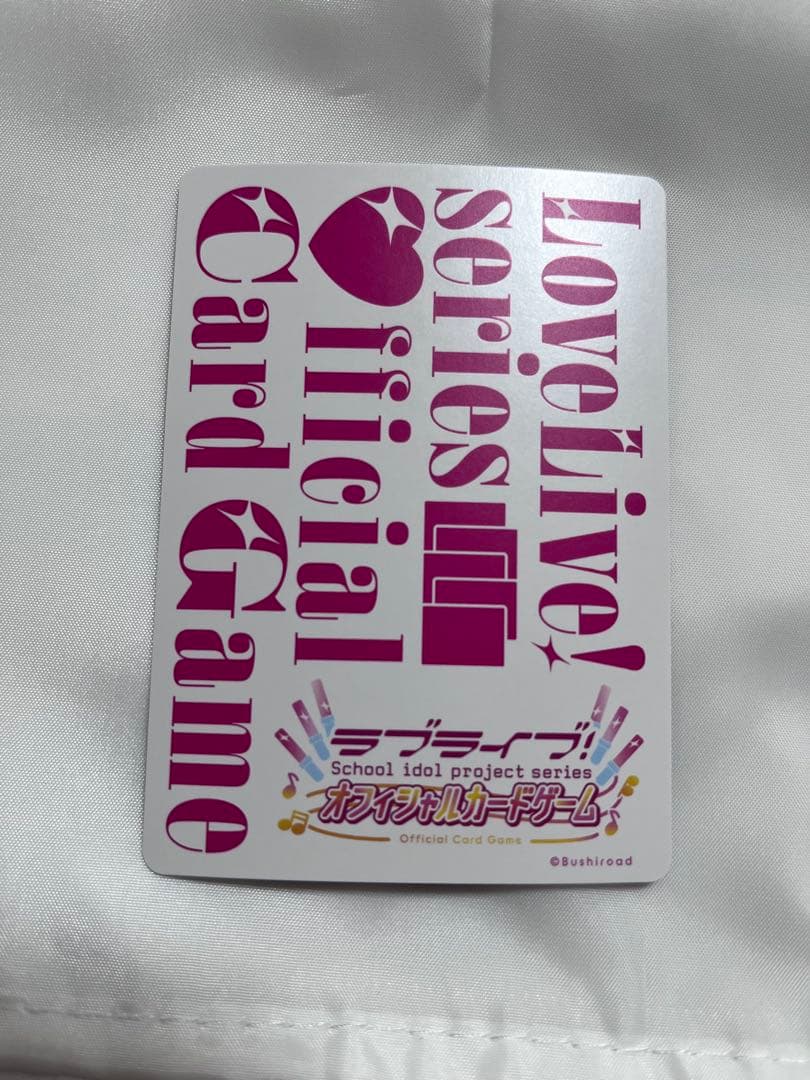 LoveLive!
series
♥fficial
Card Game
ラブライブ!
School idol project series
オフィシャルカードゲーム
Official Card Game
©Bushiroad